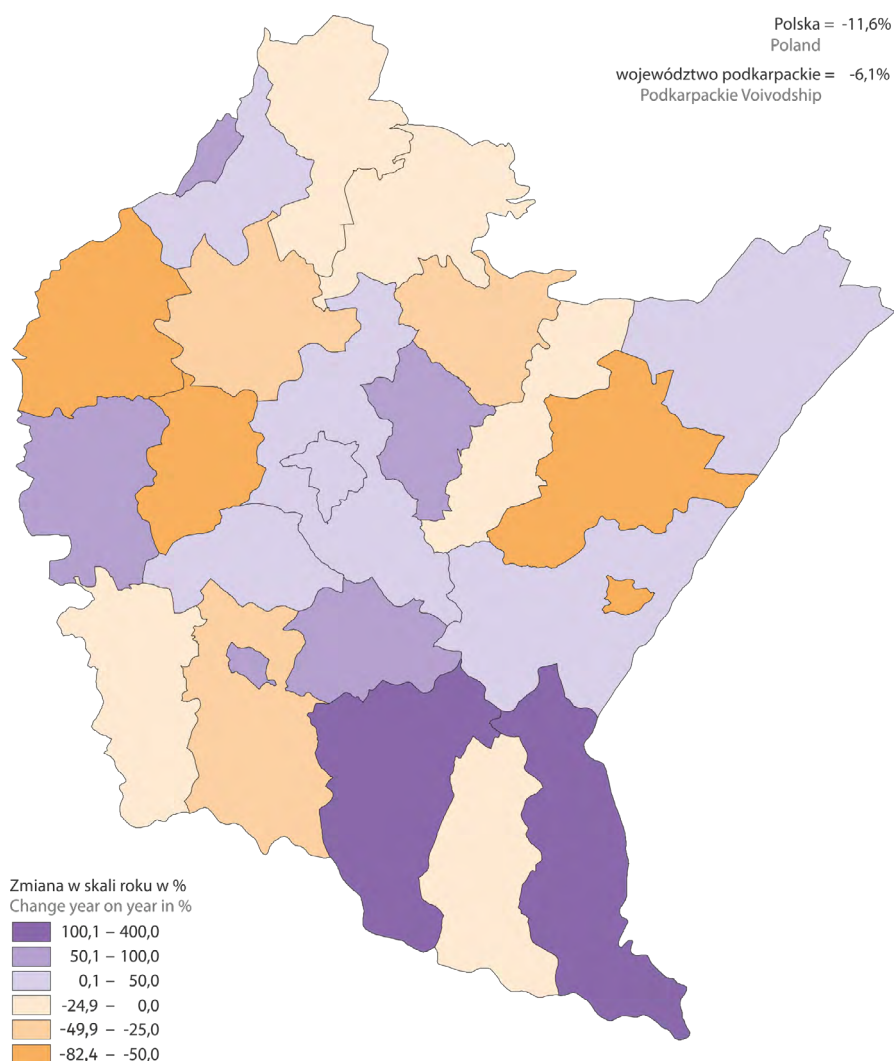 Polska = -11,6%
Poland
województwo podkarpackie = -6,1%
Podkarpackie Voivodship
Zmiana w skali roku w %
Change year on year in %
100,1 – 400,0
50,1 – 100,0
0,1 – 50,0
-24,9 – 0,0
-49,9 – -25,0
-82,4 – -50,0